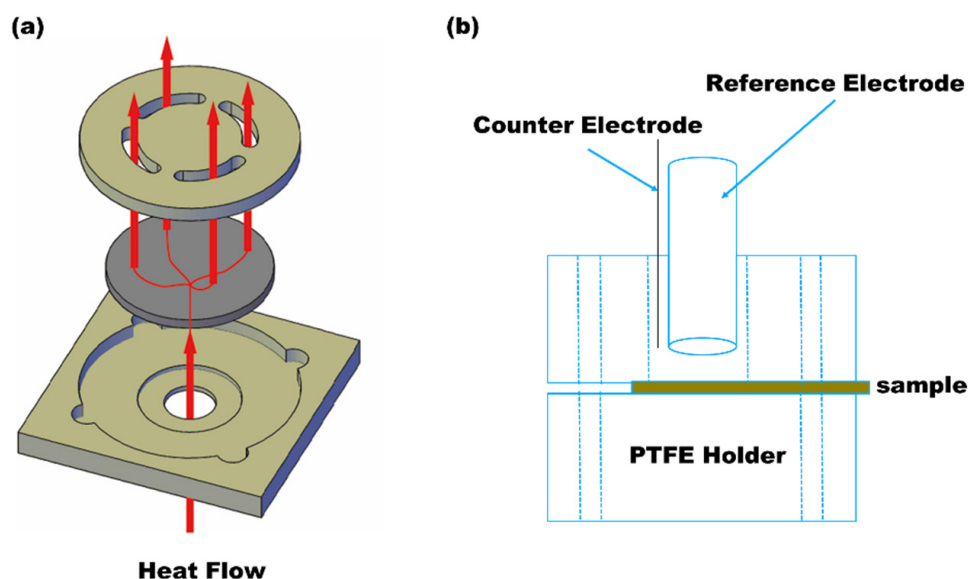 (a)
(b)
Reference Electrode
Counter Electrode
sample
PTFE Holder
Heat Flow